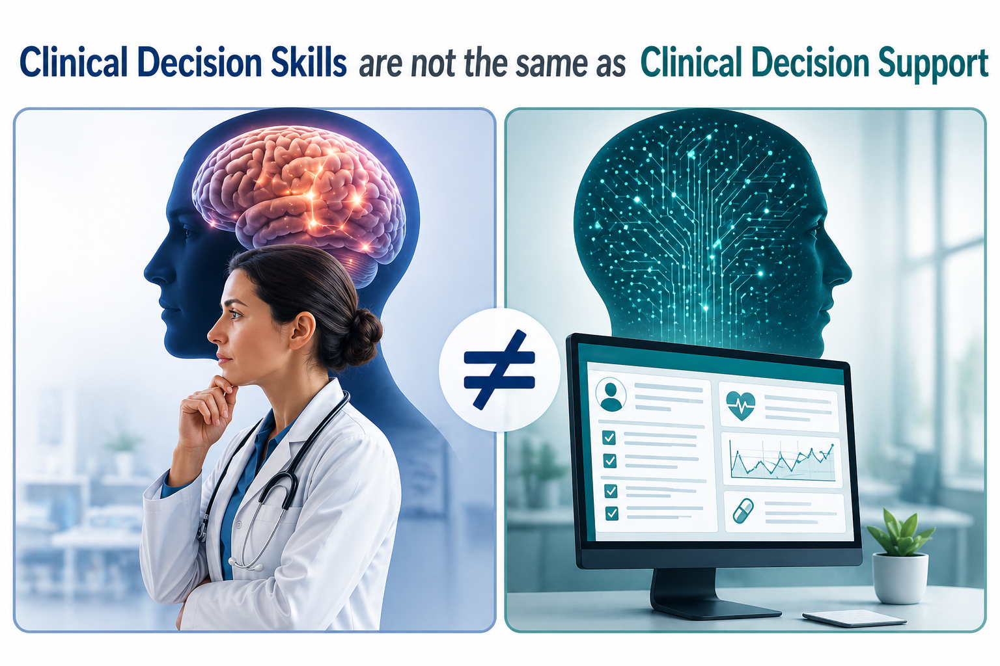 Clinical Decision Skills are not the same as Clinical Decision Support
≠